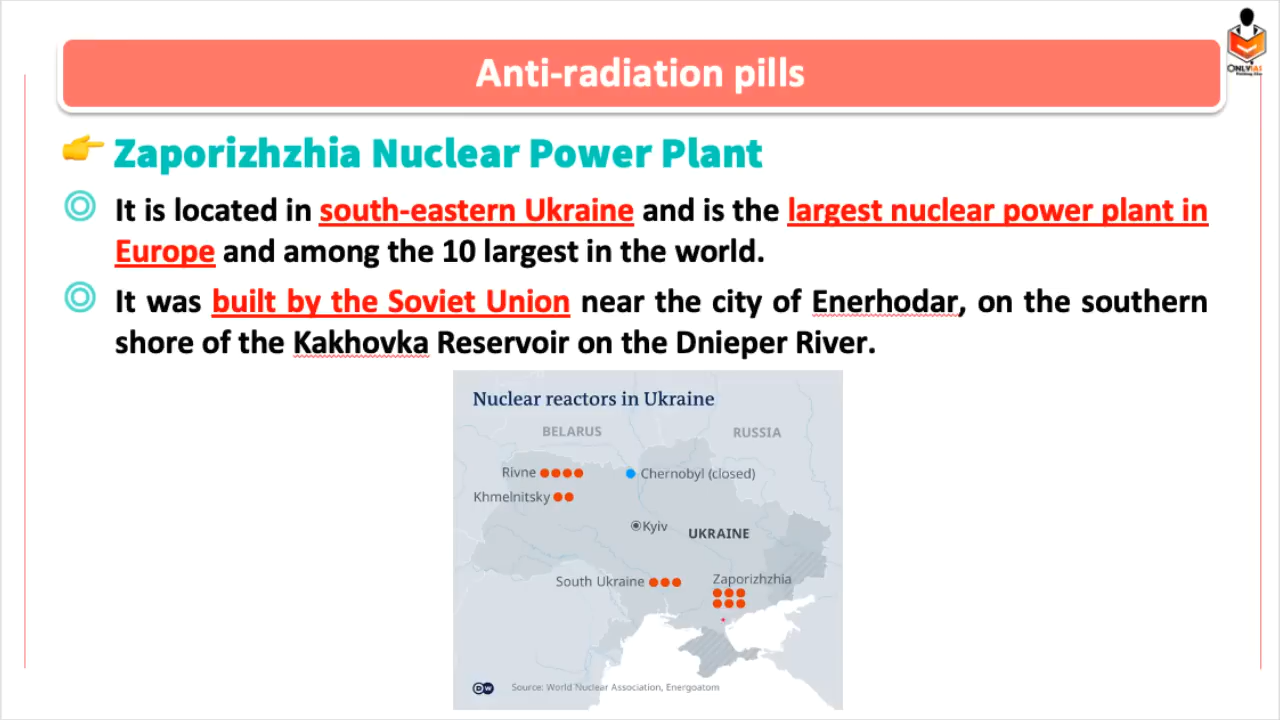 Anti-radiation pills
ONLYIAS
Zaporizhzhia Nuclear Power Plant
It is located in south-eastern Ukraine and is the largest nuclear power plant in
Europe and among the 10 largest in the world.
It was built by the Soviet Union near the city of Enerhodar, on the southern
shore of the Kakhovka Reservoir on the Dnieper River.
Nuclear reactors in Ukraine
BELARUS
RUSSIA
Rivne
Chernobyl (closed)
Khmelnitsky
Kyiv
UKRAINE
South Ukraine
Zaporizhzhia
DW
Source: World Nuclear Association, Energoatom